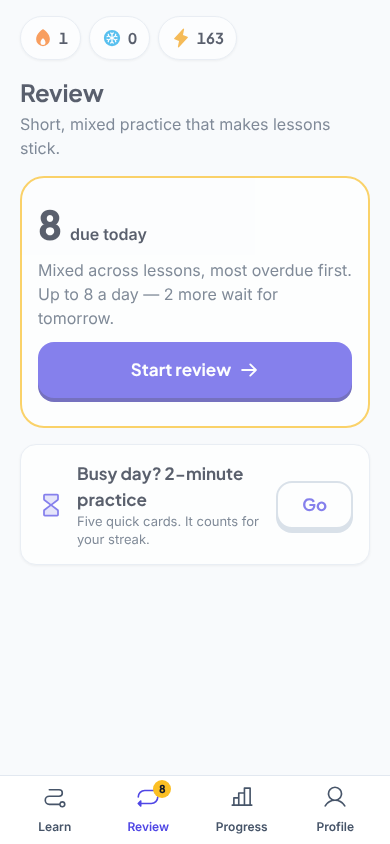 1 0 163
Review
Short, mixed practice that makes lessons
stick.
8 due today
Mixed across lessons, most overdue first.
Up to 8 a day — 2 more wait for
tomorrow.
Start review →
Busy day? 2-minute
practice
Five quick cards. It counts for
your streak.
Go
8
Learn Review Progress Profile